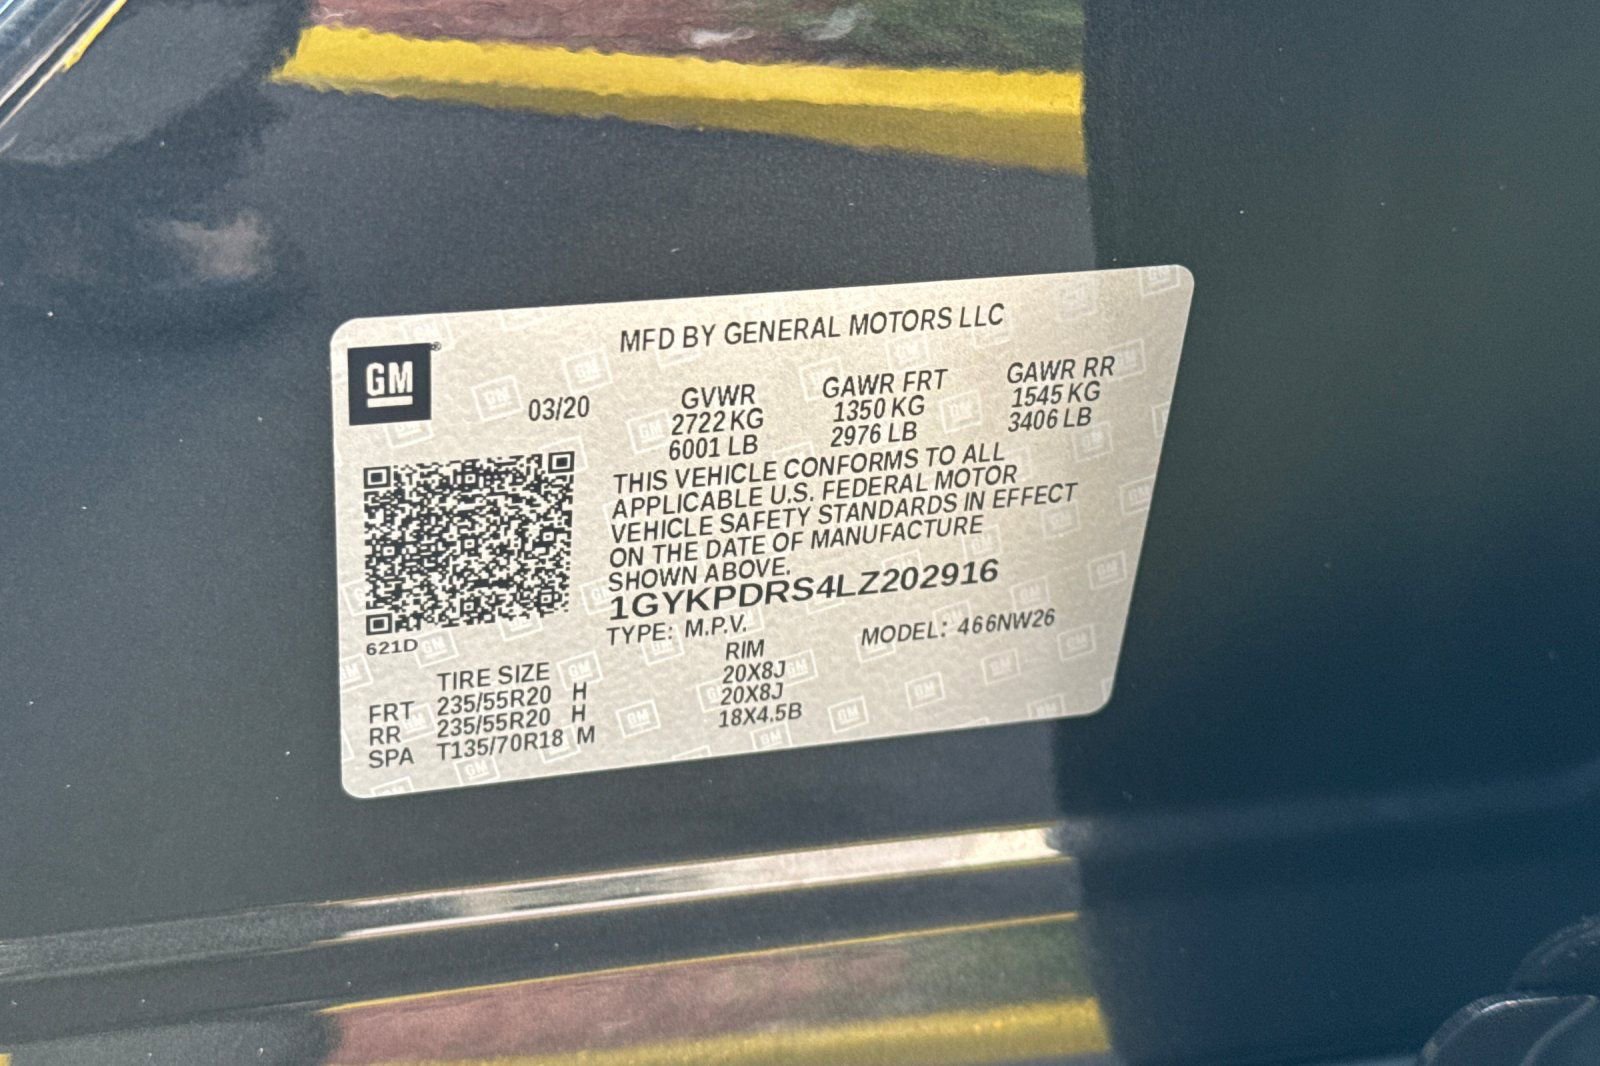 MFD BY GENERAL MOTORS LLC
GM®
03/20
GVWR GAWR FRT GAWR RR
2722 KG 1350 KG 1545 KG
6001 LB 2976 LB 3406 LB
THIS VEHICLE CONFORMS TO ALL
APPLICABLE U.S. FEDERAL MOTOR
VEHICLE SAFETY STANDARDS IN EFFECT
ON THE DATE OF MANUFACTURE
SHOWN ABOVE.
1GYKPDRS4LZ202916
TYPE: M.P.V. MODEL: 466NW26
621D
TIRE SIZE RIM
FRT 235/55R20 H 20X8J
RR 235/55R20 H 20X8J
SPA T135/70R18 M 18X4.5B